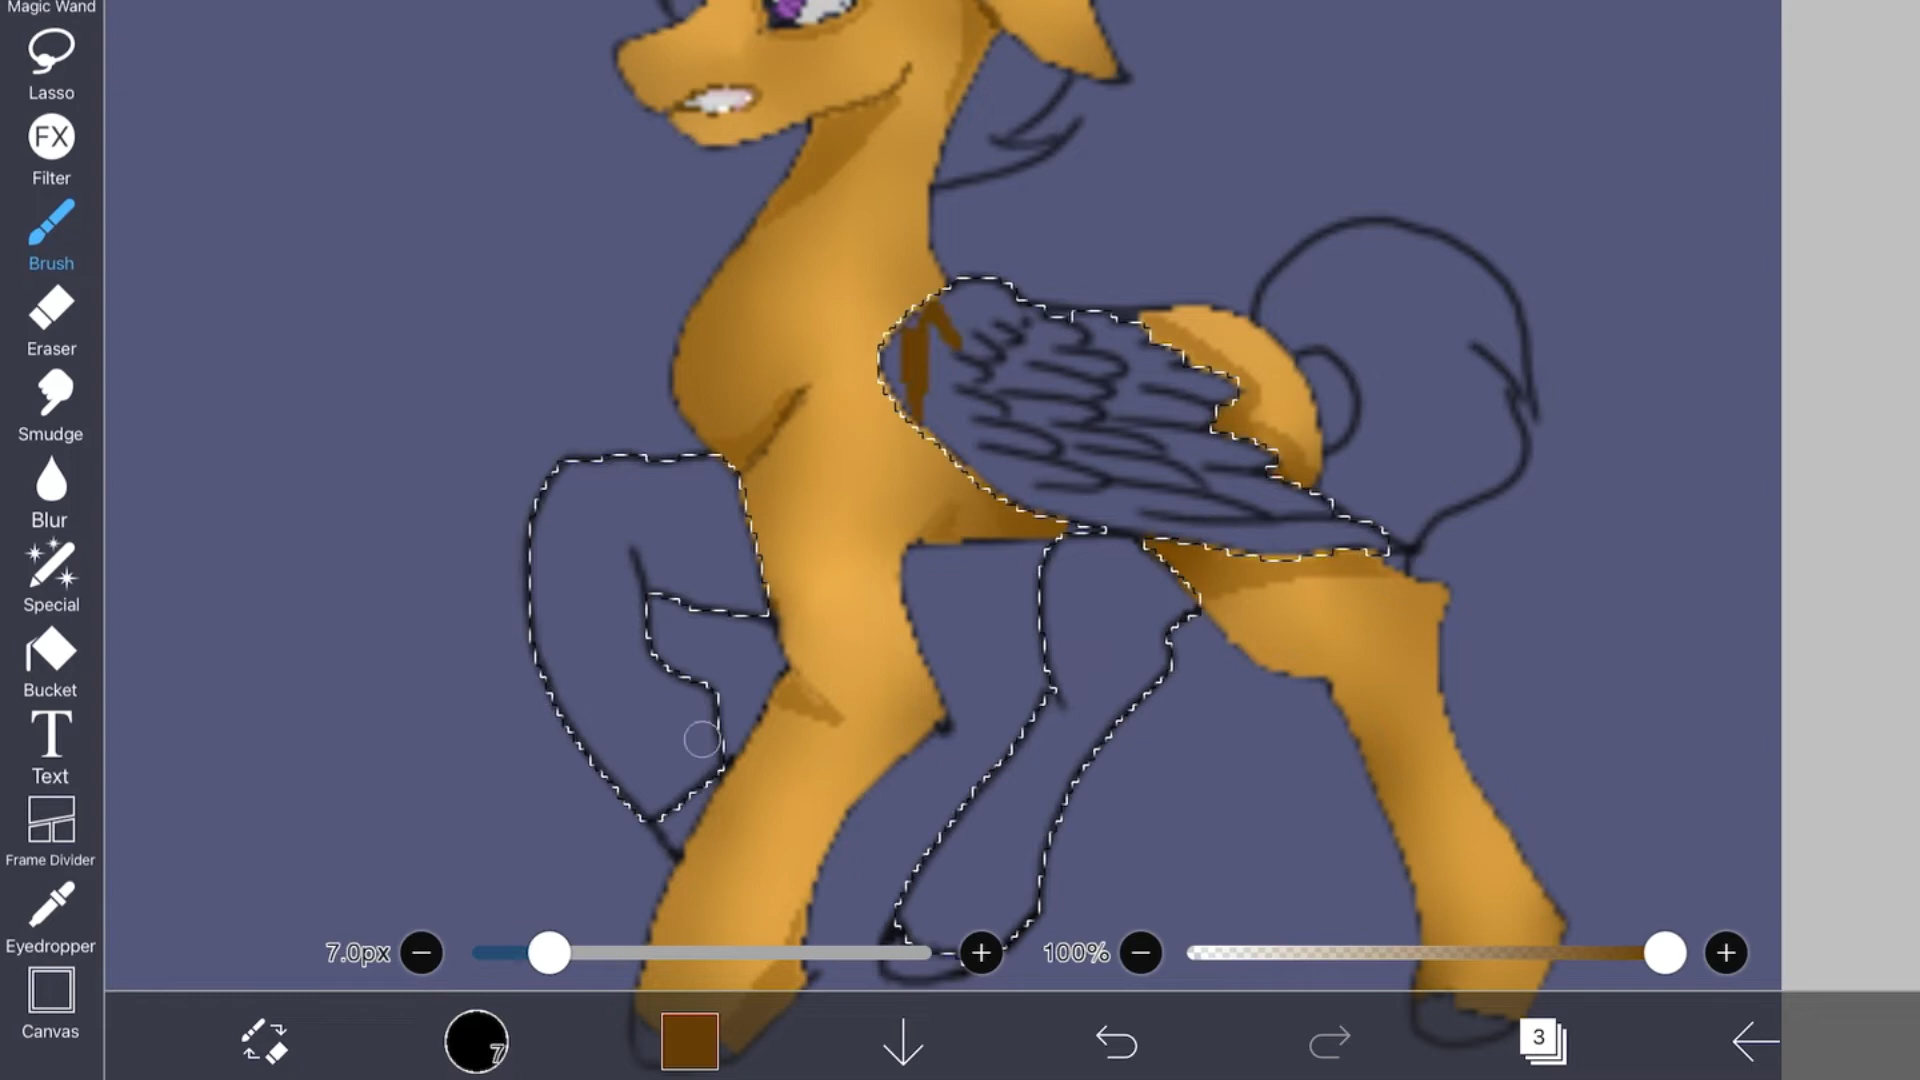 Magic Wand
Lasso
FX
Filter
Brush
Eraser
Smudge
Blur
Special
Bucket
T
Text
Frame Divider
Eyedropper
Canvas
7.0px
100%
7
3